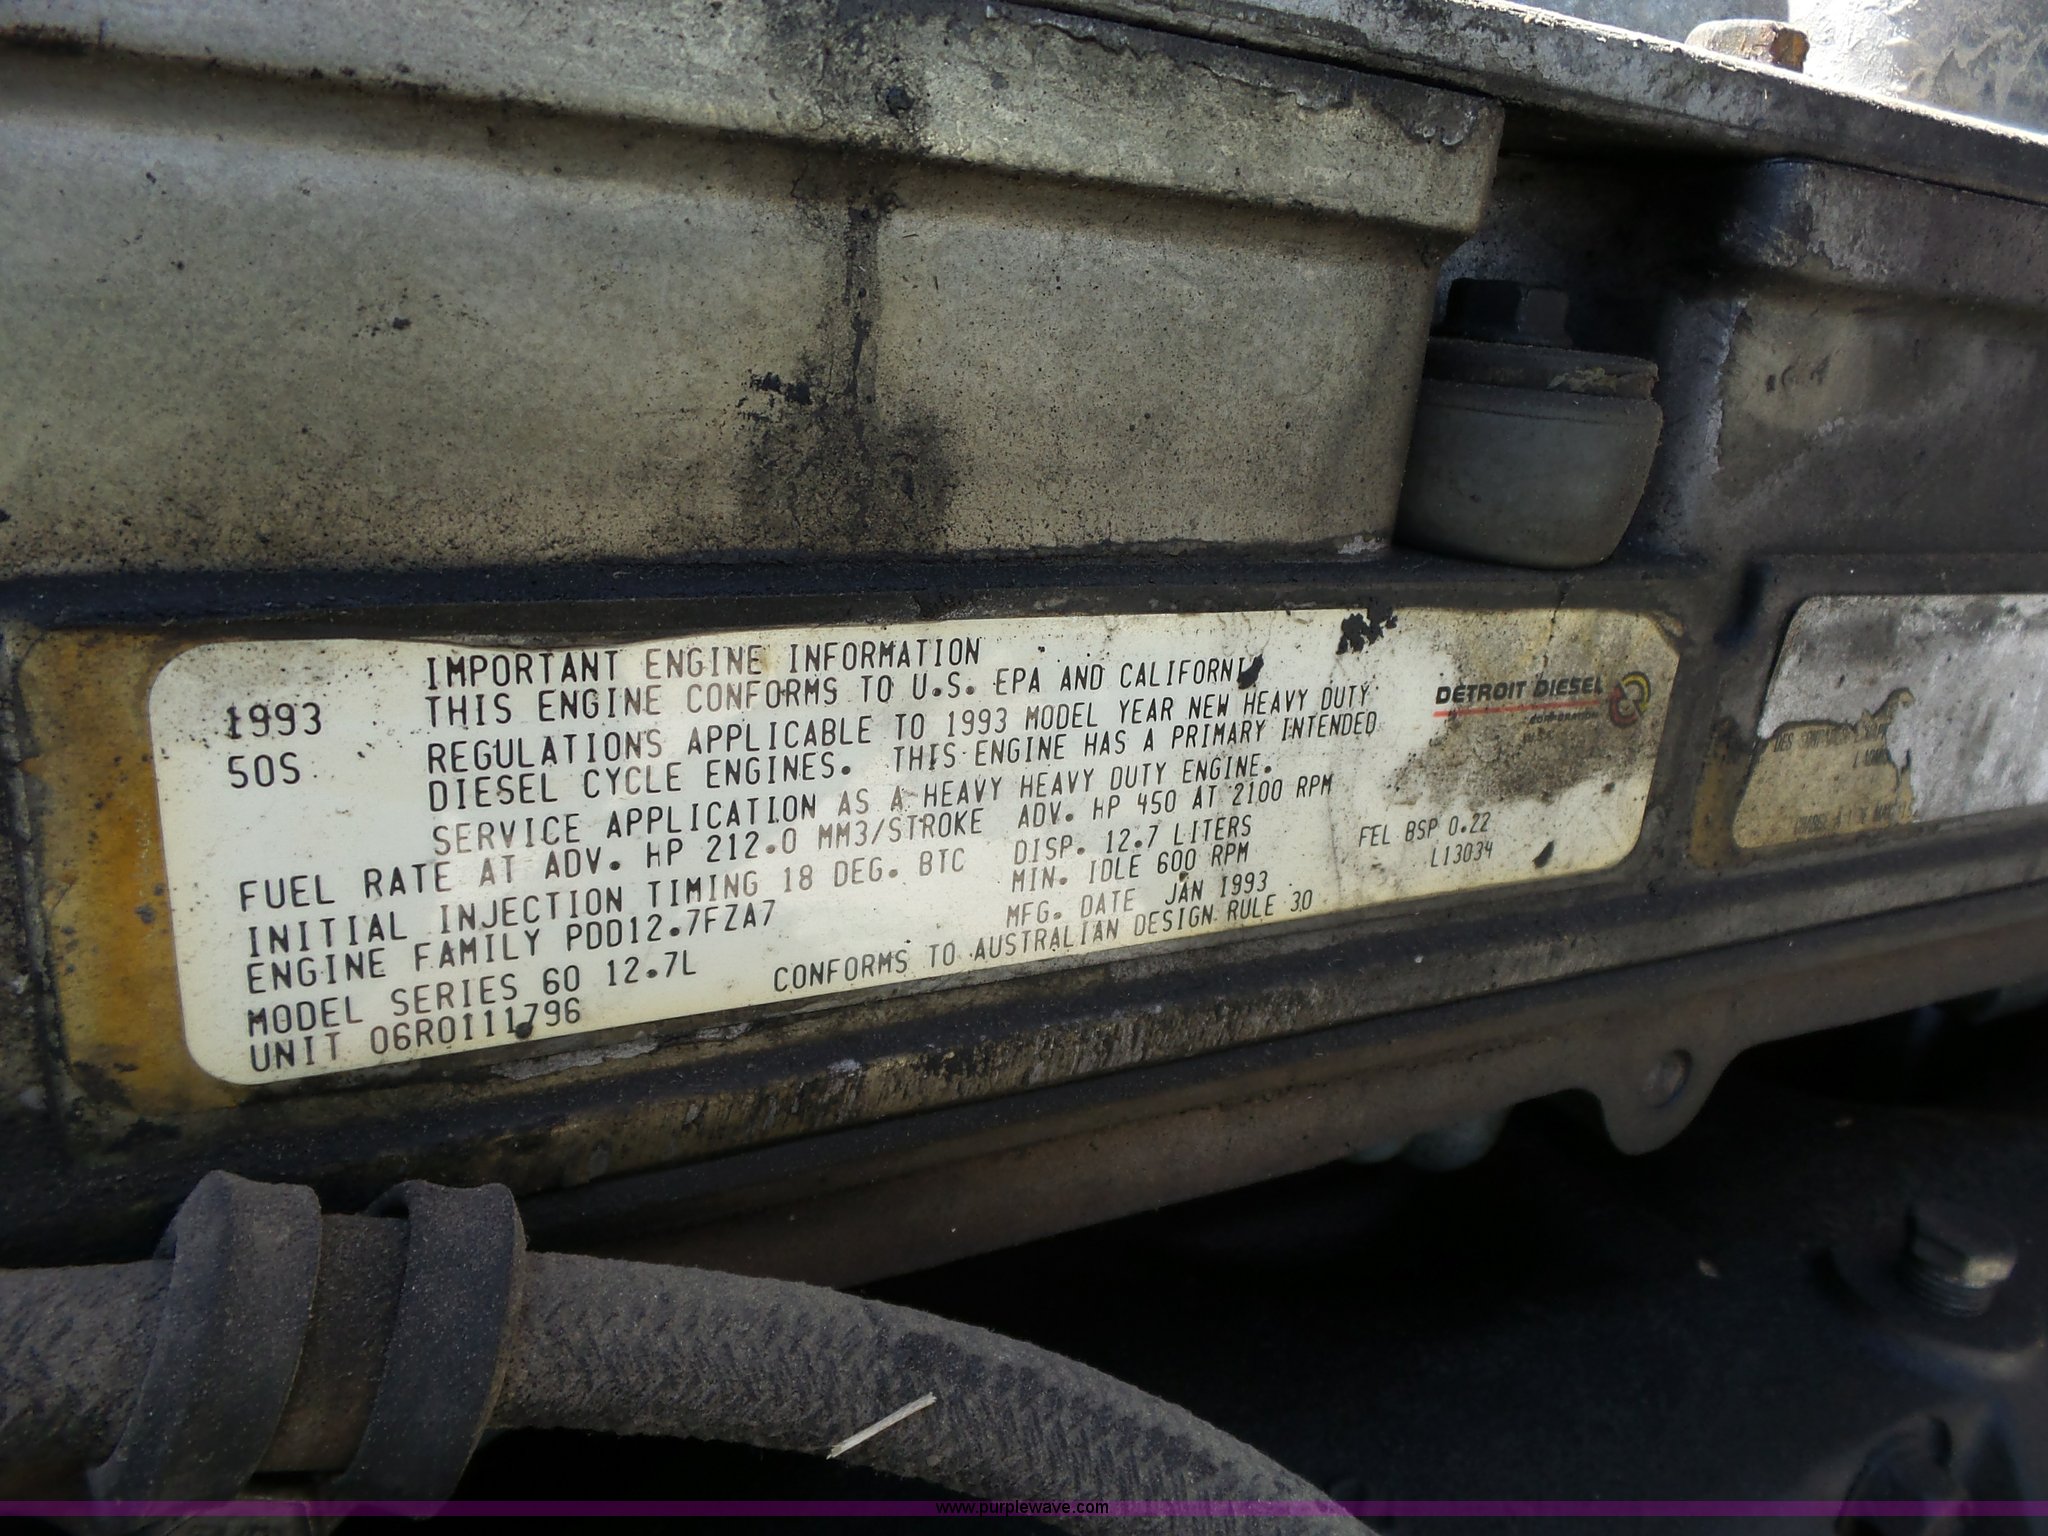 IMPORTANT ENGINE INFORMATION
1993
50S
THIS ENGINE CONFORMS TO U.S. EPA AND CALIFORNIA
REGULATIONS APPLICABLE TO 1993 MODEL YEAR NEW HEAVY DUTY
DIESEL CYCLE ENGINES. THIS ENGINE HAS A PRIMARY INTENDED
SERVICE APPLICATION AS A HEAVY HEAVY DUTY ENGINE.
FUEL RATE AT ADV. HP 212.0 MM3/STROKE ADV. HP 450 AT 2100 RPM
INITIAL INJECTION TIMING 18 DEG. BTC DISP. 12.7 LITERS
ENGINE FAMILY PDD12.7FZA7 MIN. IDLE 600 RPM
MODEL SERIES 60 12.7L MFG. DATE JAN 1993
UNIT 06R0111796 CONFORMS TO AUSTRALIAN DESIGN RULE 30
FEL BSP 0.22
L13034
DETROIT DIESEL
CORPORATION
www.purplewave.com